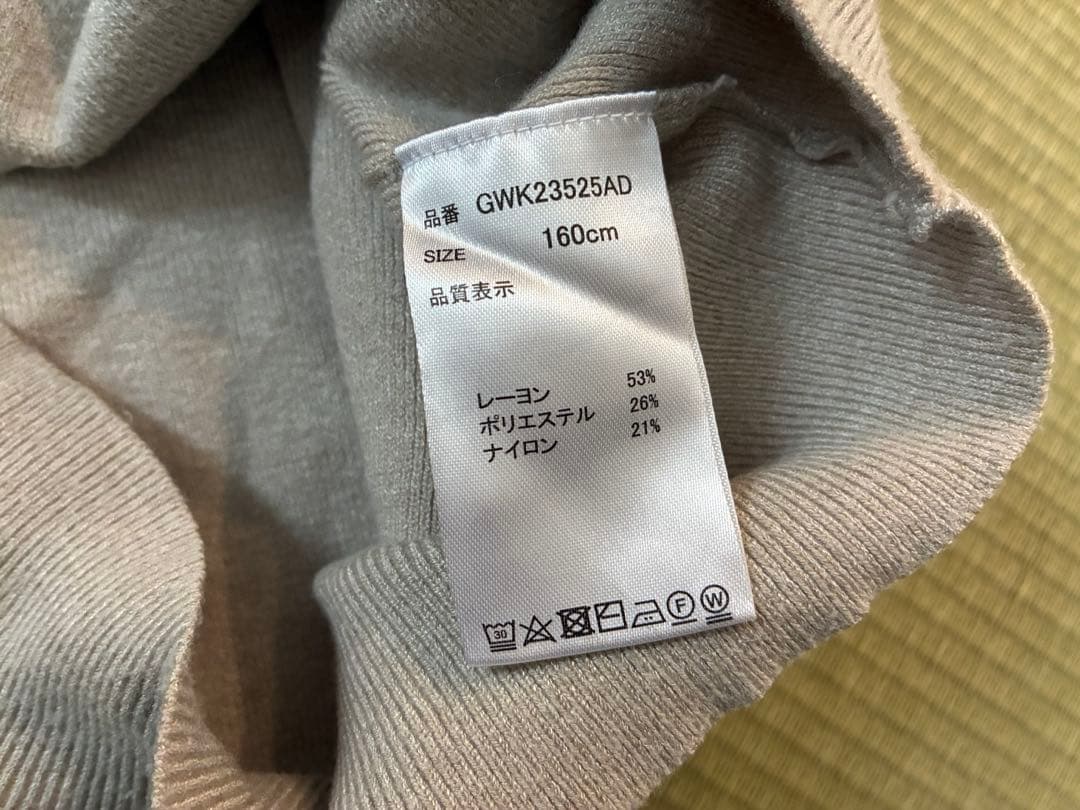 品番 GWK23525AD
SIZE 160cm
品質表示
レーヨン 53%
ポリエステル 26%
ナイロン 21%
30 F W